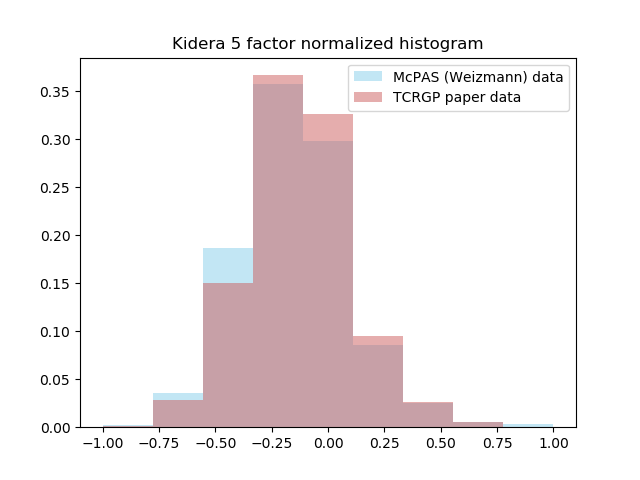 Kidera 5 factor normalized histogram
McPAS (Weizmann) data
TCRGP paper data
0.35
0.30
0.25
0.20
0.15
0.10
0.05
0.00
−1.00 −0.75 −0.50 −0.25 0.00 0.25 0.50 0.75 1.00